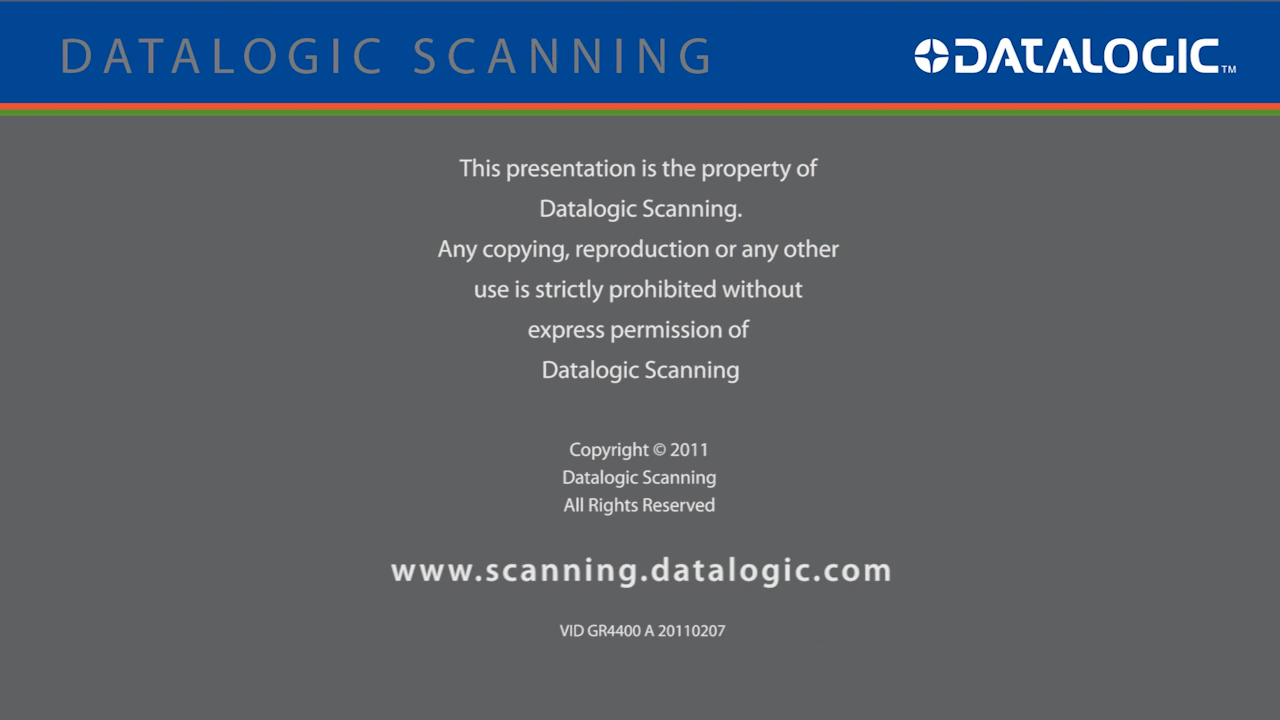 DATALOGIC SCANNING
DATALOGIC™
This presentation is the property of
Datalogic Scanning.
Any copying, reproduction or any other
use is strictly prohibited without
express permission of
Datalogic Scanning
Copyright © 2011
Datalogic Scanning
All Rights Reserved
www.scanning.datalogic.com
VID GR4400 A 20110207